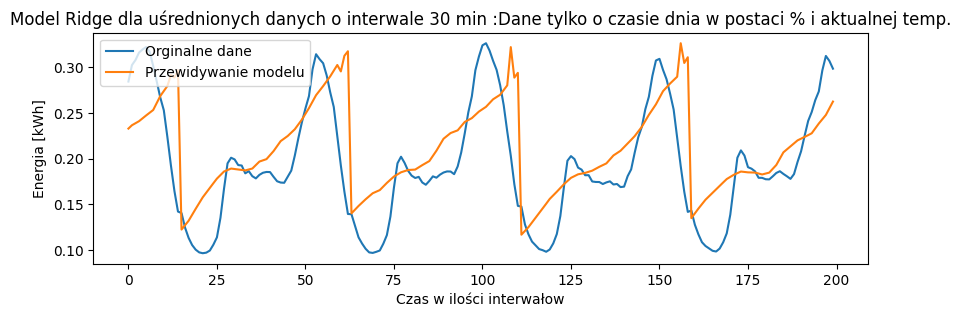 Model Ridge dla uśrednionych danych o interwale 30 min :Dane tylko o czasie dnia w postaci % i aktualnej temp.
Orginalne dane
Przewidywanie modelu
Energia [kWh]
0.30
0.25
0.20
0.15
0.10
0 25 50 75 100 125 150 175 200
Czas w ilości interwałow